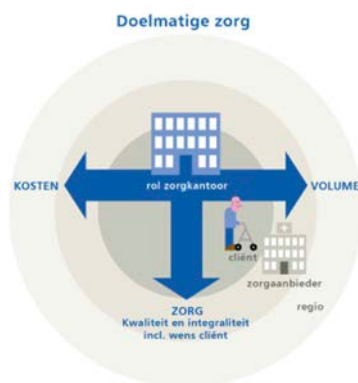 Doelmatige zorg
KOSTEN
rol zorgkantoor
VOLUME
cliënt
zorgaanbieder
regio
ZORG
Kwaliteit en integraliteit
incl. wens cliënt